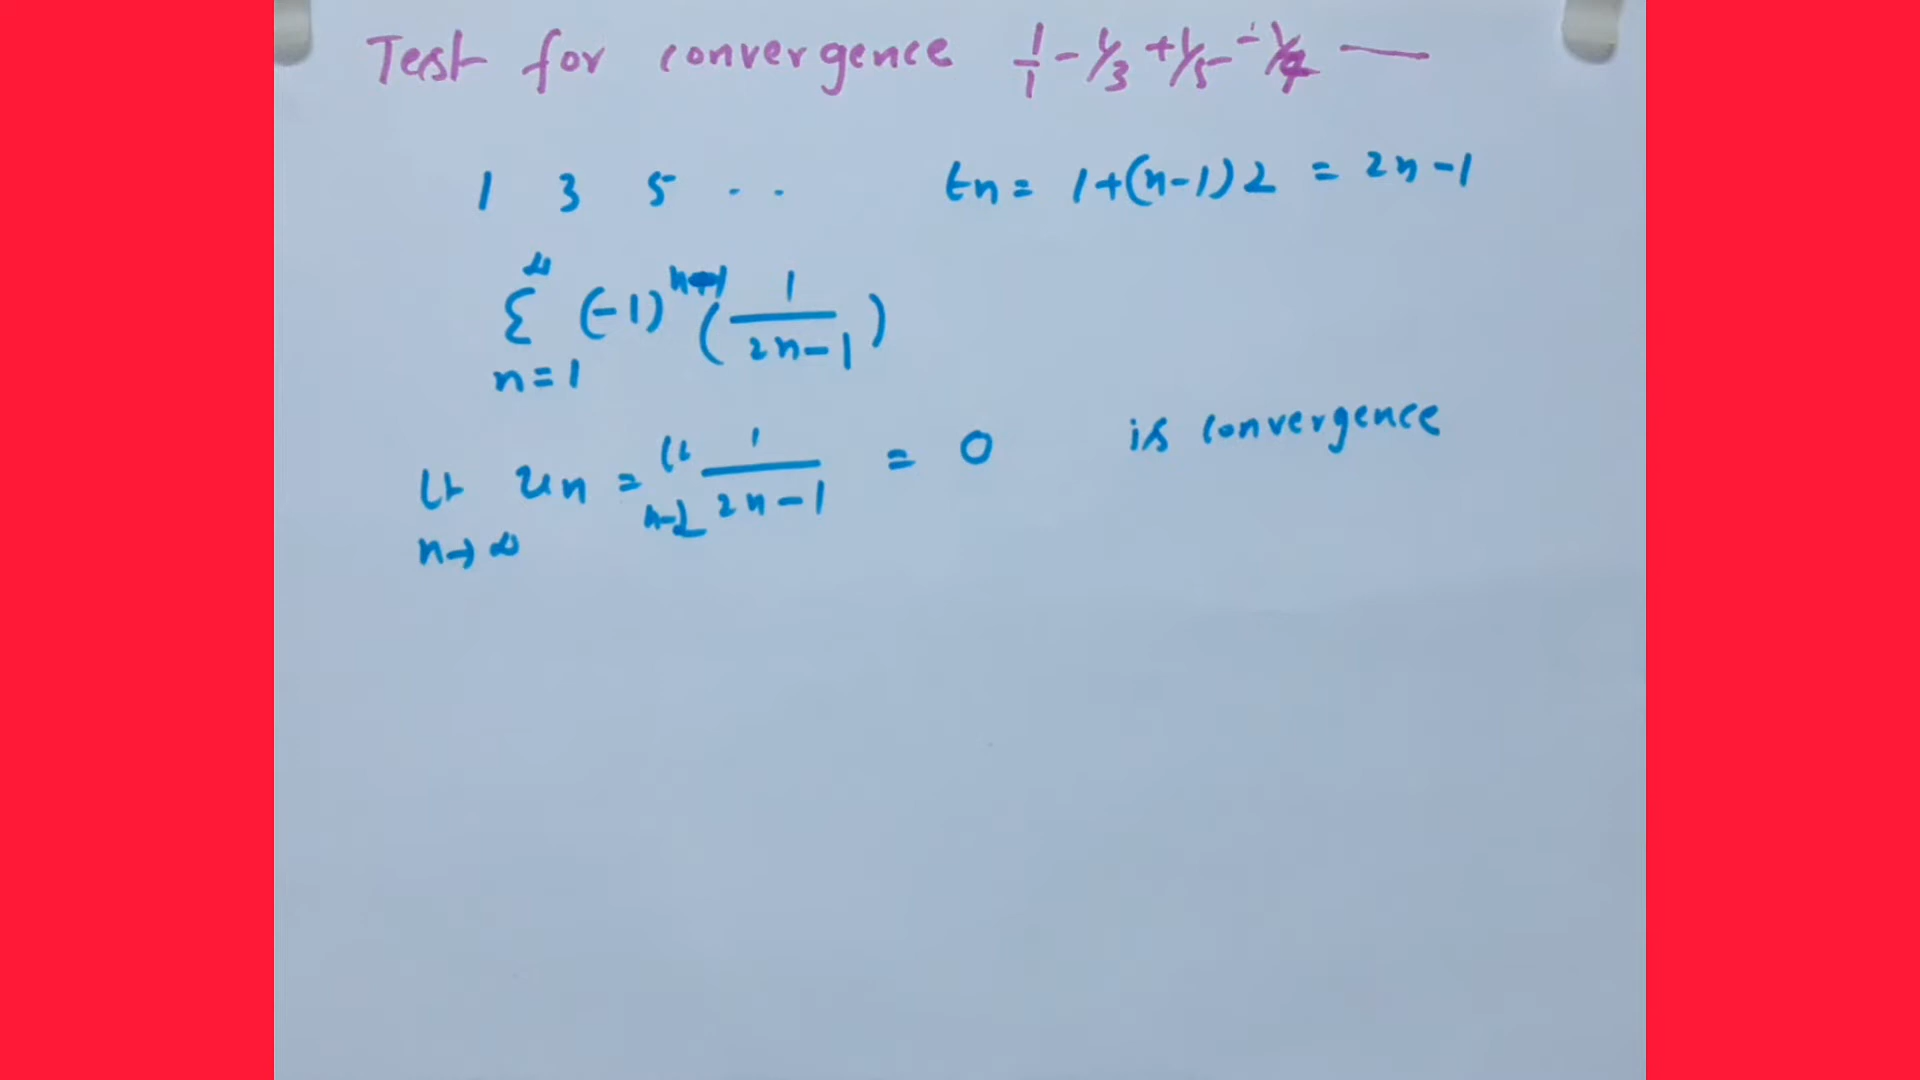 Test for convergence 1/1 - 1/3 + 1/5 - 1/7 —
1 3 5 .. tn = 1+(n-1)2 = 2n-1
∞
Σ (-1)^(n-1) (1/(2n-1))
n=1
is convergence
Lt un = Lt 1/(2n-1) = 0
n→∞